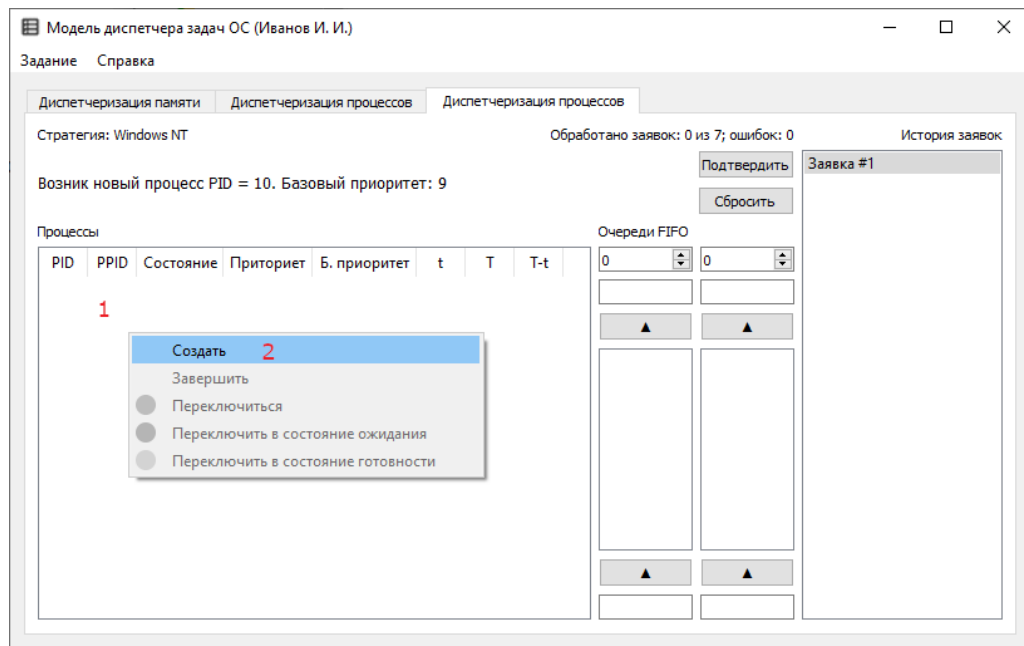 Модель диспетчера задач ОС (Иванов И. И.)
Задание Справка
Диспетчеризация памяти Диспетчеризация процессов Диспетчеризация процессов
Стратегия: Windows NT Обработано заявок: 0 из 7; ошибок: 0 История заявок
Подтвердить Заявка #1
Возник новый процесс PID = 10. Базовый приоритет: 9
Сбросить
Процессы Очереди FIFO
PID PPID Состояние Приториет Б. приоритет t T T-t 0 0
1
▲ ▲
Создать 2
Завершить
Переключиться
Переключить в состояние ожидания
Переключить в состояние готовности
▲ ▲